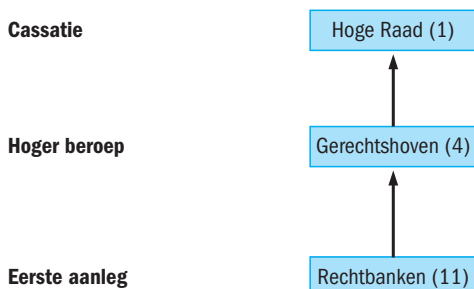 Cassatie Hoge Raad (1)
Hoger beroep Gerechtshoven (4)
Eerste aanleg Rechtbanken (11)